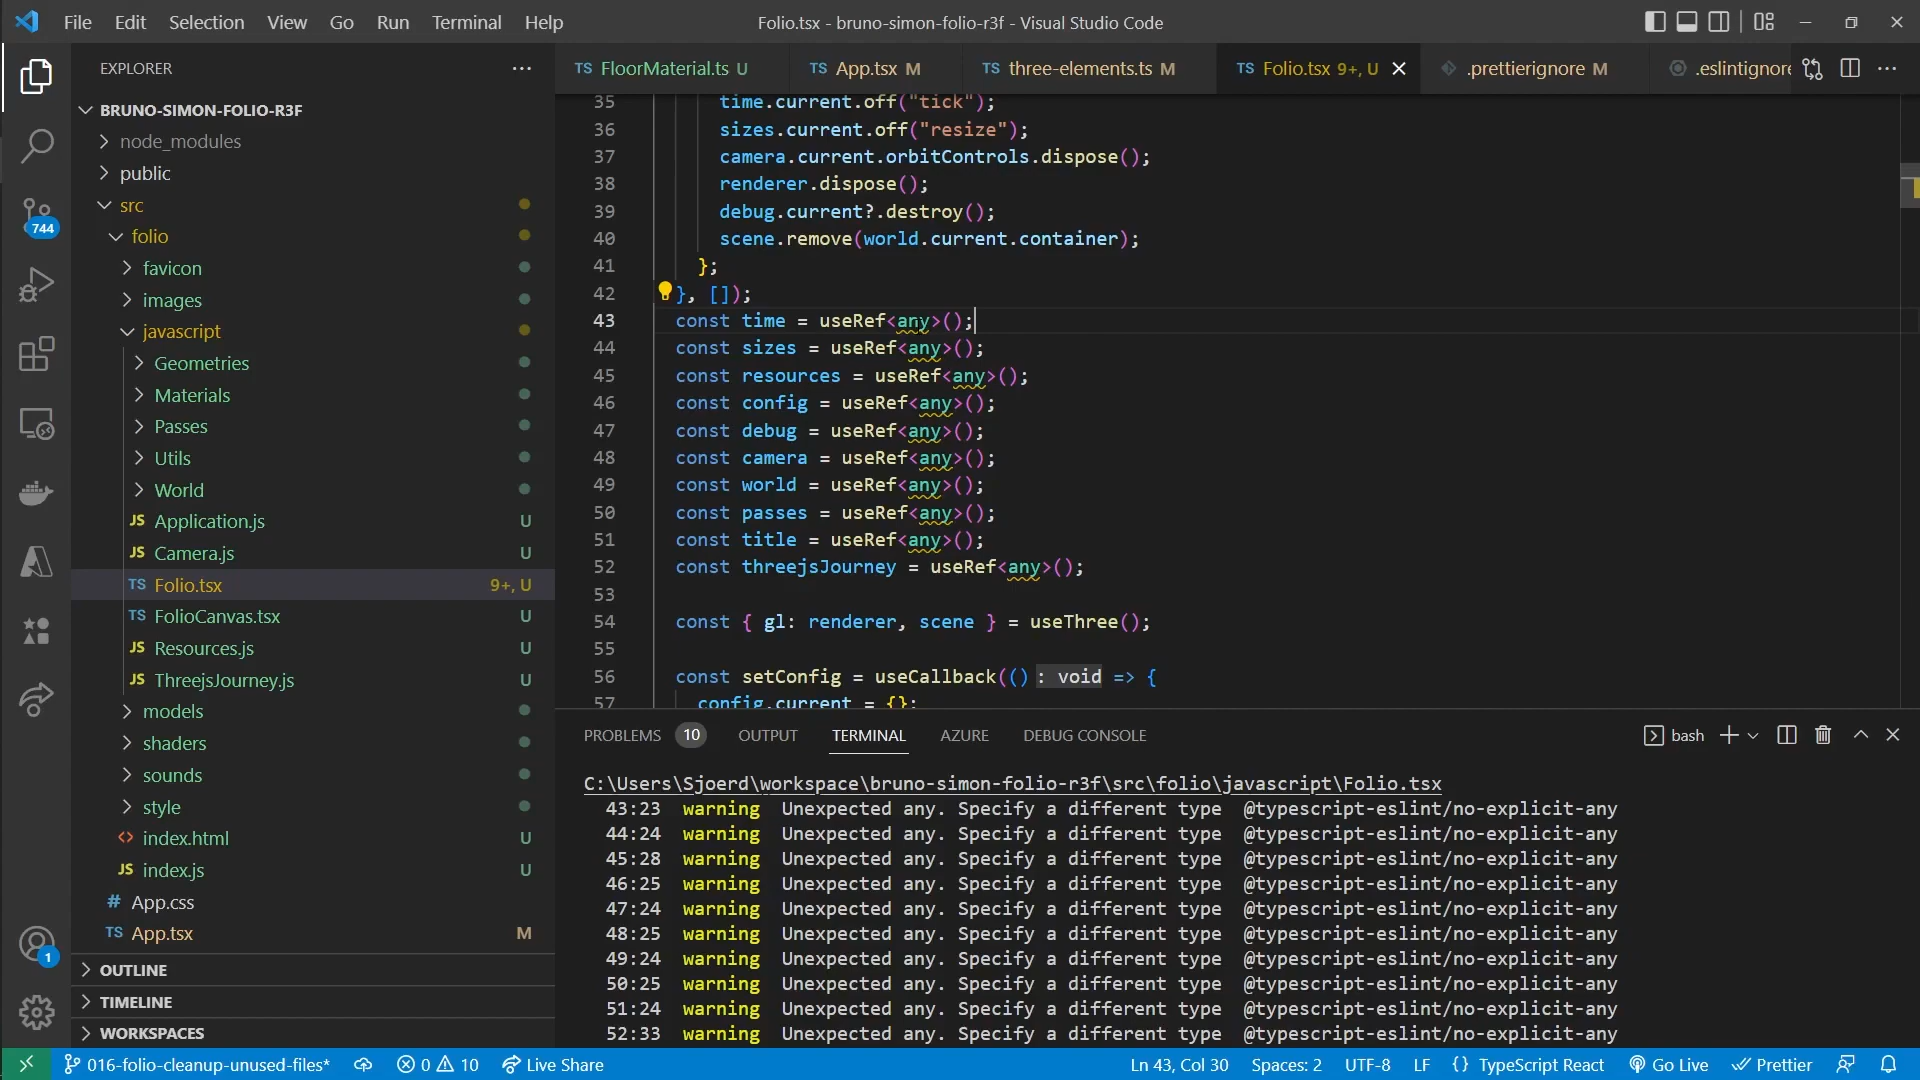 File Edit Selection View Go Run Terminal Help
Folio.tsx - bruno-simon-folio-r3f - Visual Studio Code
EXPLORER
TS FloorMaterial.ts U
TS App.tsx M
TS three-elements.ts M
TS Folio.tsx 9+, U
.prettierignore M
.eslintignore
BRUNO-SIMON-FOLIO-R3F
node_modules
public
src
folio
favicon
images
javascript
Geometries
Materials
Passes
Utils
World
JS Application.js U
JS Camera.js U
TS Folio.tsx 9+, U
TS FolioCanvas.tsx U
JS Resources.js U
JS ThreejsJourney.js U
models
shaders
sounds
style
<> index.html U
JS index.js U
# App.css
TS App.tsx M
OUTLINE
TIMELINE
WORKSPACES
744
1
35 time.current.off("tick");
36 sizes.current.off("resize");
37 camera.current.orbitControls.dispose();
38 renderer.dispose();
39 debug.current?.destroy();
40 scene.remove(world.current.container);
41 };
42 }, []);
43 const time = useRef<any>();
44 const sizes = useRef<any>();
45 const resources = useRef<any>();
46 const config = useRef<any>();
47 const debug = useRef<any>();
48 const camera = useRef<any>();
49 const world = useRef<any>();
50 const passes = useRef<any>();
51 const title = useRef<any>();
52 const threejsJourney = useRef<any>();
53
54 const { gl: renderer, scene } = useThree();
55
56 const setConfig = useCallback((): void => {
57 config.current = {};
PROBLEMS 10 OUTPUT TERMINAL AZURE DEBUG CONSOLE
bash
C:\Users\Sjoerd\workspace\bruno-simon-folio-r3f\src\folio\javascript\Folio.tsx
43:23 warning Unexpected any. Specify a different type @typescript-eslint/no-explicit-any
44:24 warning Unexpected any. Specify a different type @typescript-eslint/no-explicit-any
45:28 warning Unexpected any. Specify a different type @typescript-eslint/no-explicit-any
46:25 warning Unexpected any. Specify a different type @typescript-eslint/no-explicit-any
47:24 warning Unexpected any. Specify a different type @typescript-eslint/no-explicit-any
48:25 warning Unexpected any. Specify a different type @typescript-eslint/no-explicit-any
49:24 warning Unexpected any. Specify a different type @typescript-eslint/no-explicit-any
50:25 warning Unexpected any. Specify a different type @typescript-eslint/no-explicit-any
51:24 warning Unexpected any. Specify a different type @typescript-eslint/no-explicit-any
52:33 warning Unexpected any. Specify a different type @typescript-eslint/no-explicit-any
016-folio-cleanup-unused-files* 0 10 Live Share
Ln 43, Col 30 Spaces: 2 UTF-8 LF {} TypeScript React Go Live Prettier